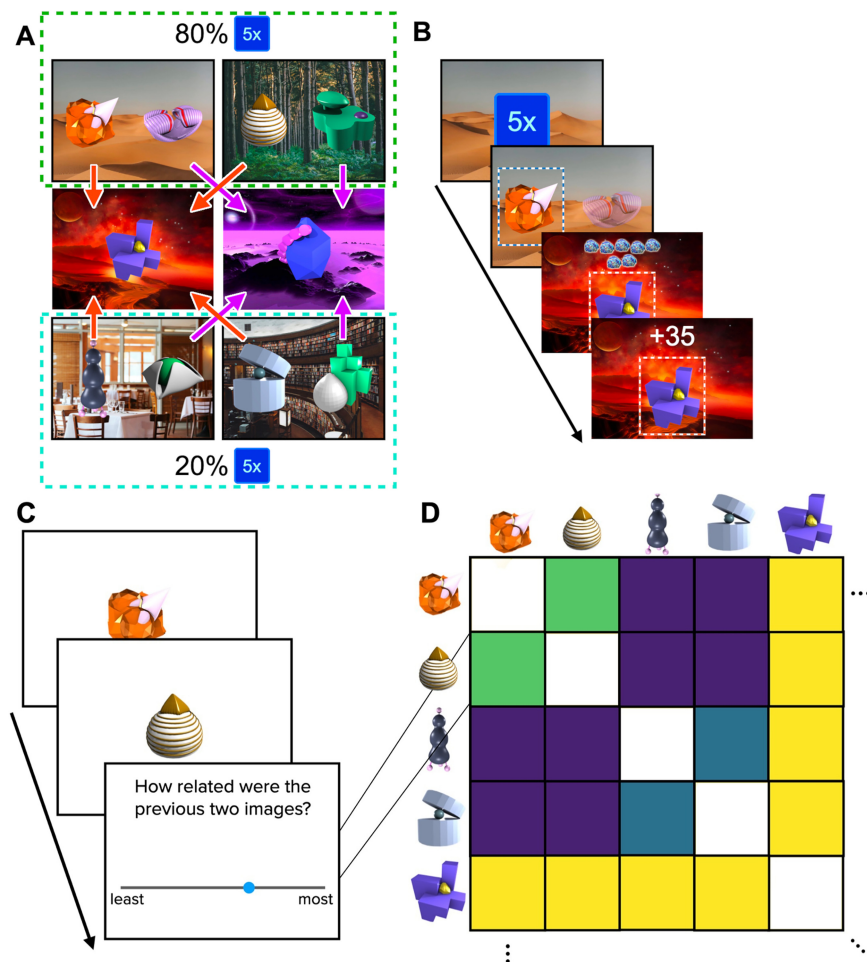 A
80% 5x
20% 5x
B
5x
+35
C
How related were the
previous two images?
least most
D